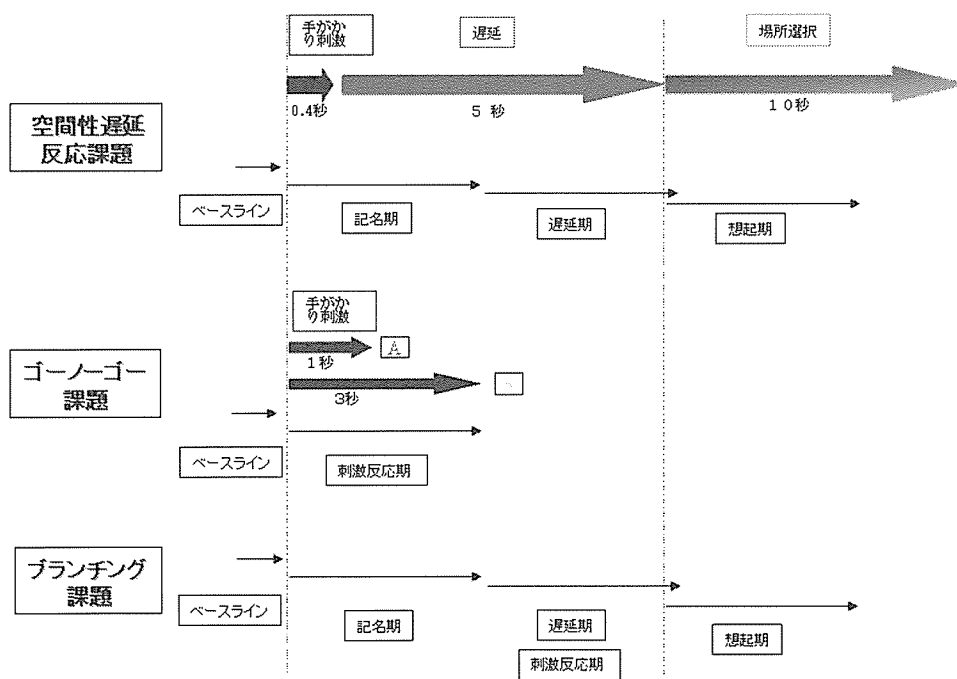 手がか
り刺激
遅延
場所選択
0.4秒
5 秒
10秒
空間性遅延
反応課題
ベースライン
記名期
遅延期
想起期
手がか
り刺激
A
1秒
3秒
ゴーノーゴー
課題
ベースライン
刺激反応期
ブランチング
課題
ベースライン
記名期
遅延期
想起期
刺激反応期